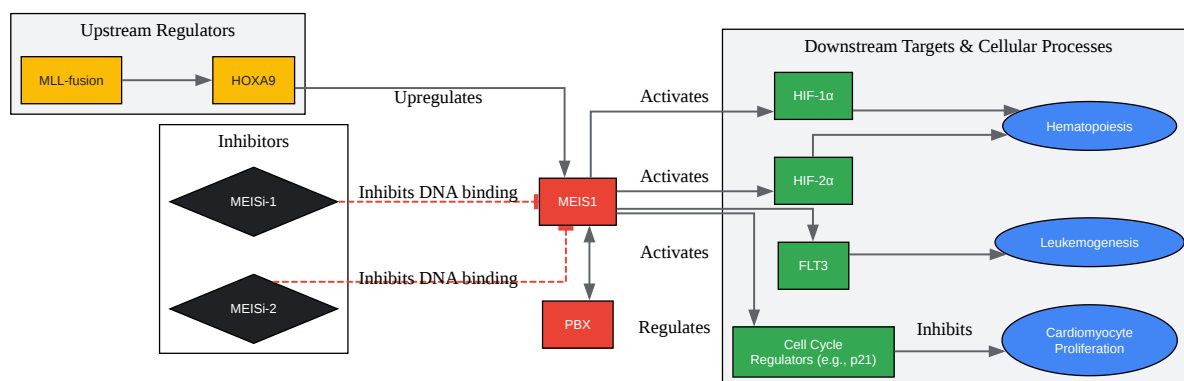 Upstream Regulators
MLL-fusion
HOXA9
Upregulates
Inhibitors
MEISi-1
Inhibits DNA binding
MEISi-2
Inhibits DNA binding
MEIS1
PBX
Activates
Activates
Activates
Regulates
Downstream Targets & Cellular Processes
HIF-1α
Hematopoiesis
HIF-2α
FLT3
Leukemogenesis
Cell Cycle
Regulators (e.g., p21)
Inhibits
Cardiomyocyte
Proliferation